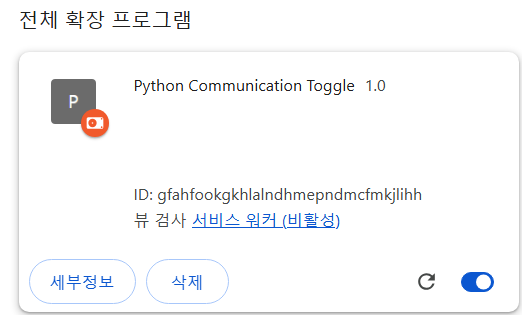 전체 확장 프로그램
P
Python Communication Toggle 1.0
ID: gfahfookgkhlalndhmepndmcfmkjlihh
뷰 검사 서비스 워커 (비활성)
세부정보 삭제